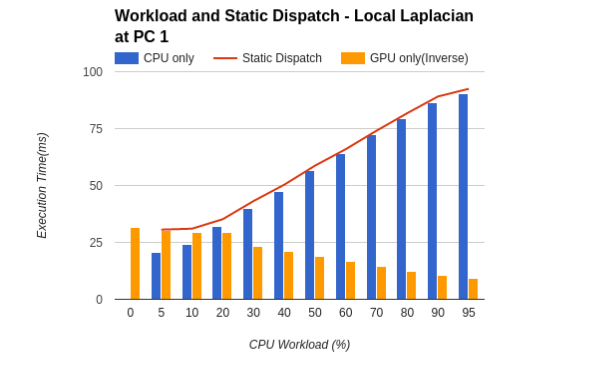 Workload and Static Dispatch - Local Laplacian
at PC 1
CPU only Static Dispatch GPU only(Inverse)
100
75
50
25
0
Execution Time(ms)
0 5 10 20 30 40 50 60 70 80 90 95
CPU Workload (%)